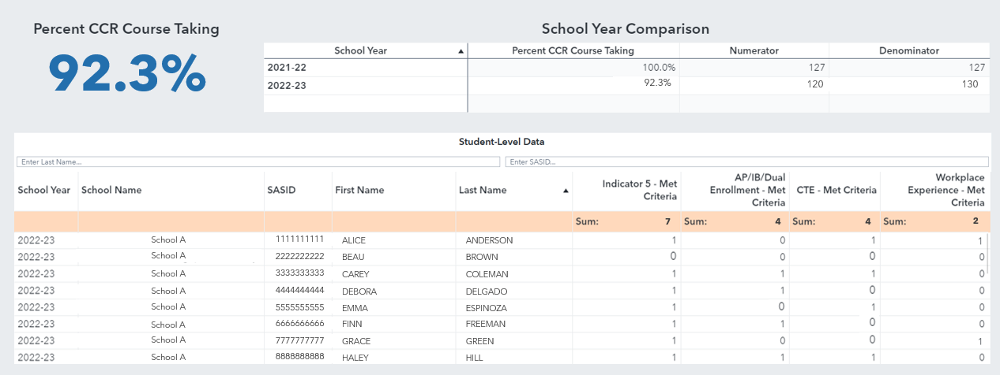 Percent CCR Course Taking
92.3%
School Year Comparison
School Year ▲ Percent CCR Course Taking Numerator Denominator
2021-22 100.0% 127 127
2022-23 92.3% 120 130
Student-Level Data
Enter Last Name... Enter SASID...
School Year School Name SASID First Name Last Name ▲ Indicator 5 - Met Criteria AP/IB/Dual Enrollment - Met Criteria CTE - Met Criteria Workplace Experience - Met Criteria
Sum: 7 Sum: 4 Sum: 4 Sum: 2
2022-23 School A 1111111111 ALICE ANDERSON 1 0 1 1
2022-23 School A 2222222222 BEAU BROWN 0 0 0 0
2022-23 School A 3333333333 CAREY COLEMAN 1 1 1 0
2022-23 School A 4444444444 DEBORA DELGADO 1 1 0 0
2022-23 School A 5555555555 EMMA ESPINOZA 1 0 1 0
2022-23 School A 6666666666 FINN FREEMAN 1 1 0 0
2022-23 School A 7777777777 GRACE GREEN 1 0 0 1
2022-23 School A 8888888888 HALEY HILL 1 1 1 0